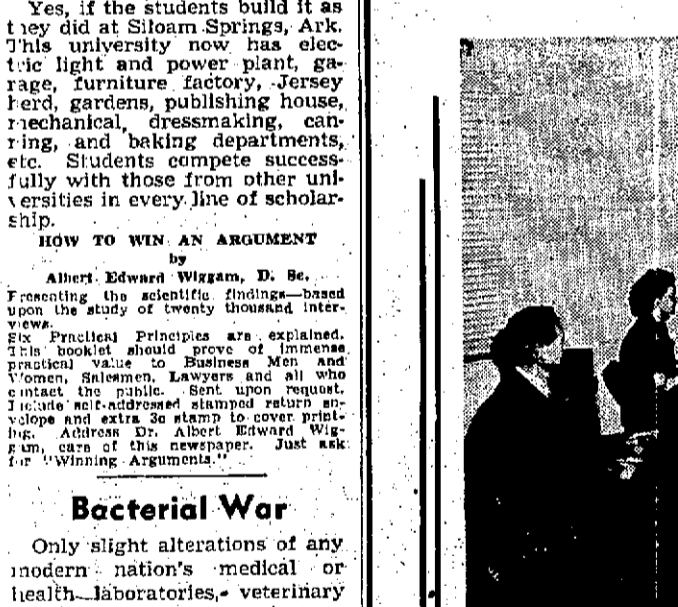 Yes, if the students build it as
they did at Siloam Springs, Ark.
This university now has elec-
tric light and power plant, ga-
rage, furniture factory, Jersey
herd, gardens, publishing house,
mechanical, dressmaking, can-
ning, and baking departments,
etc. Students compete success-
fully with those from other uni-
versities in every line of scholar-
ship.
HOW TO WIN AN ARGUMENT
by
Albert Edward Wiggam, D. Sc.
Presenting the scientific findings—based
upon the study of twenty thousand inter-
views.
Six Practical Principles are explained.
This booklet should prove of immense
practical value to Business Men and
Women, Salesmen, Lawyers and all who
contact the public. Sent upon request.
Include self-addressed stamped return en-
velope and extra 3c stamp to cover print-
ing. Address Dr. Albert Edward Wig-
gam, care of this newspaper. Just ask
for "Winning Arguments."
Bacterial War
Only slight alterations of any
modern nation's medical or
health laboratories, veterinary